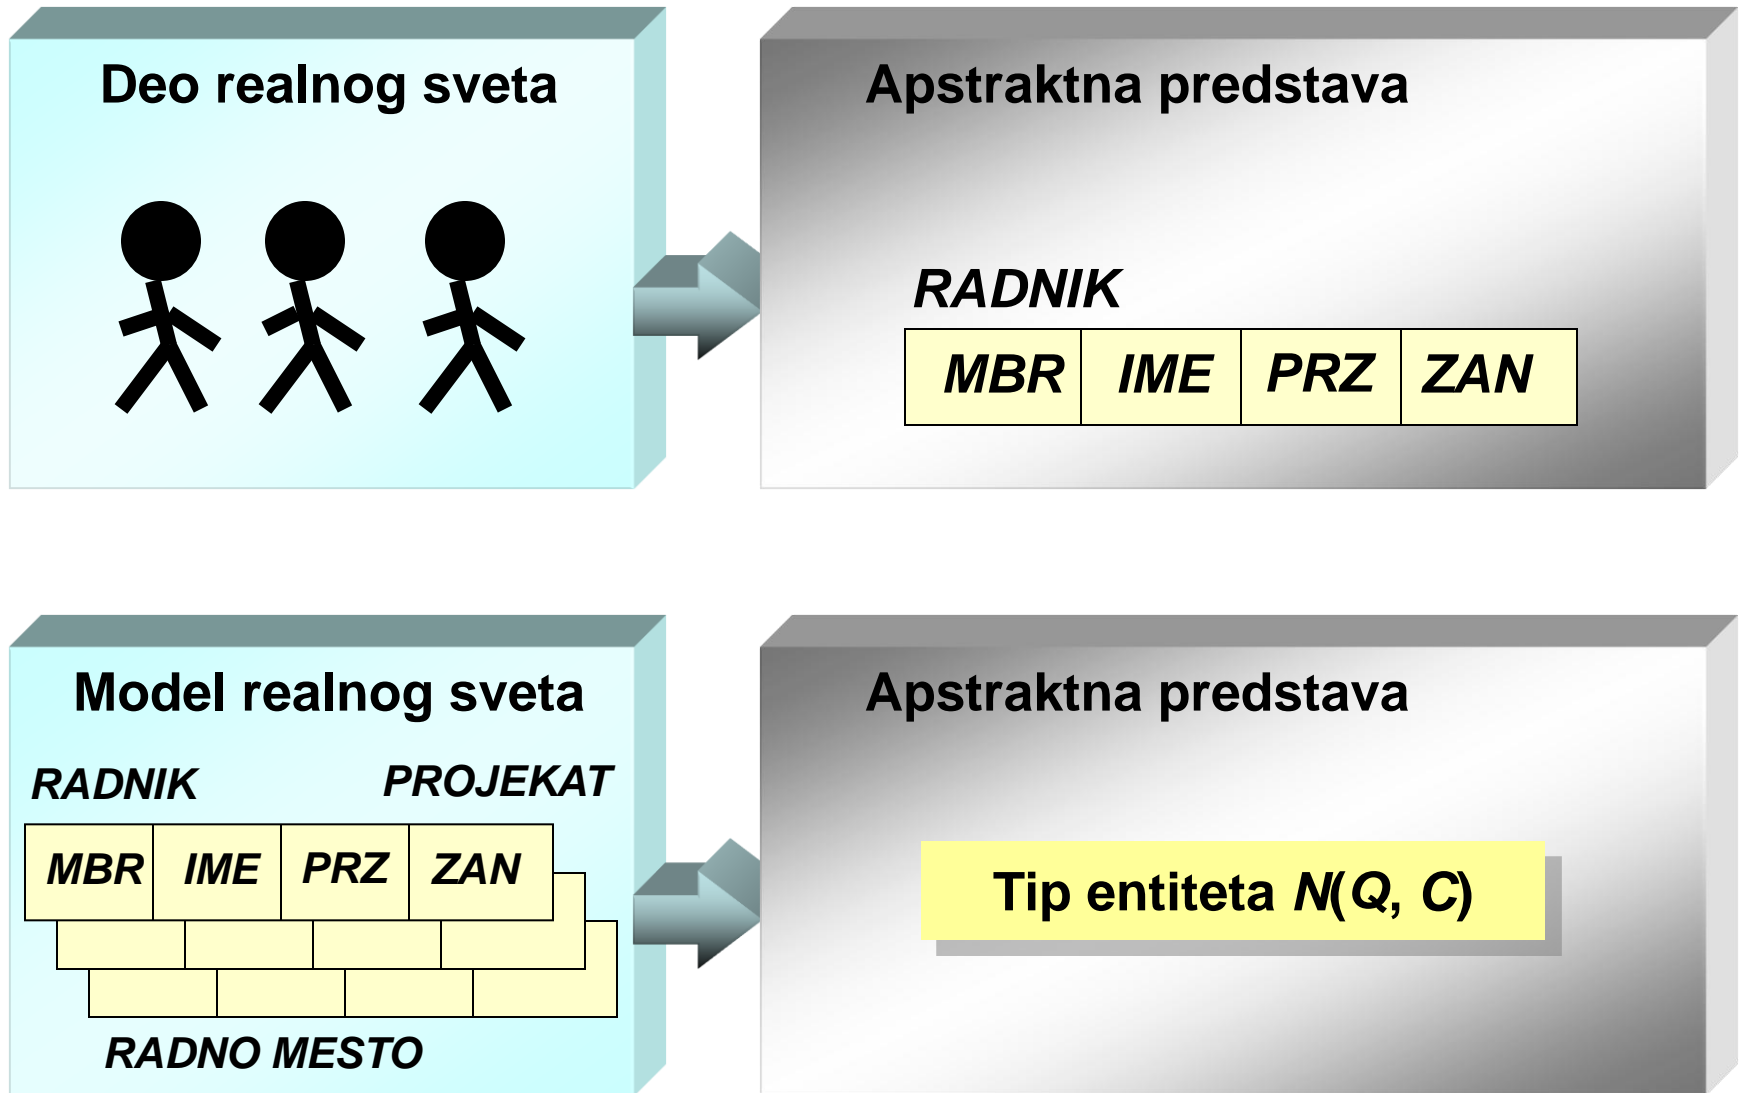 Deo realnog sveta
Apstraktna predstava
RADNIK
MBR IME PRZ ZAN
Model realnog sveta
RADNIK PROJEKAT
MBR IME PRZ ZAN
RADNO MESTO
Apstraktna predstava
Tip entiteta N(Q, C)